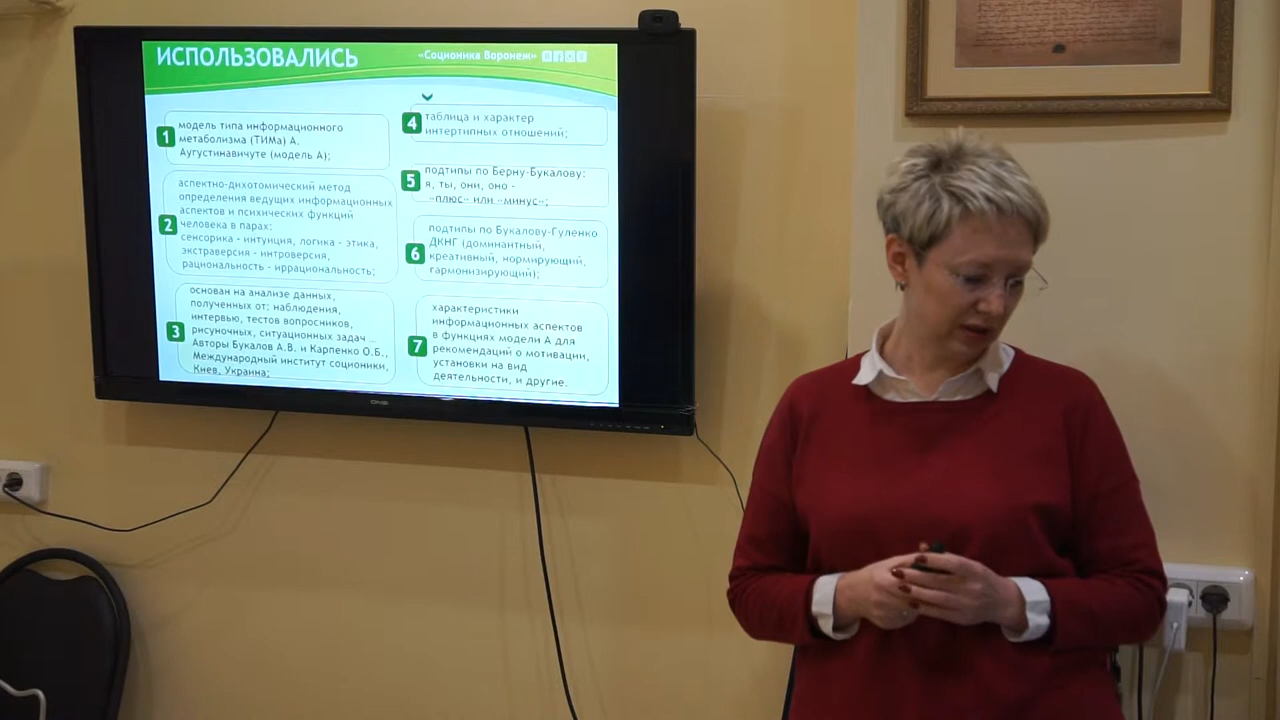 ИСПОЛЬЗОВАЛИСЬ
«Соционика Воронеж»
1
модель типа информационного
метаболизма (ТИМа) А.
Аугустинавичуте (модель А);
2
аспектно-дихотомический метод
определения ведущих информационных
аспектов и психических функций
человека в парах:
сенсорика - интуиция, логика - этика,
экстраверсия - интроверсия,
рациональность - иррациональность;
3
основан на анализе данных,
полученных от: наблюдения,
интервью, тестов вопросников,
рисуночных, ситуационных задач ...
Авторы Букалов А.В. и Карпенко О.Б.,
Международный институт соционики,
Киев, Украина;
4
таблица и характер
интертипных отношений;
5
подтипы по Берну-Букалову:
я, ты, они, оно -
«плюс» или «минус»;
6
подтипы по Букалову-Гуленко
ДКНГ (доминантный,
креативный, нормирующий,
гармонизирующий);
7
характеристики
информационных аспектов
в функциях модели А для
рекомендаций о мотивации,
установки на вид
деятельности, и другие.